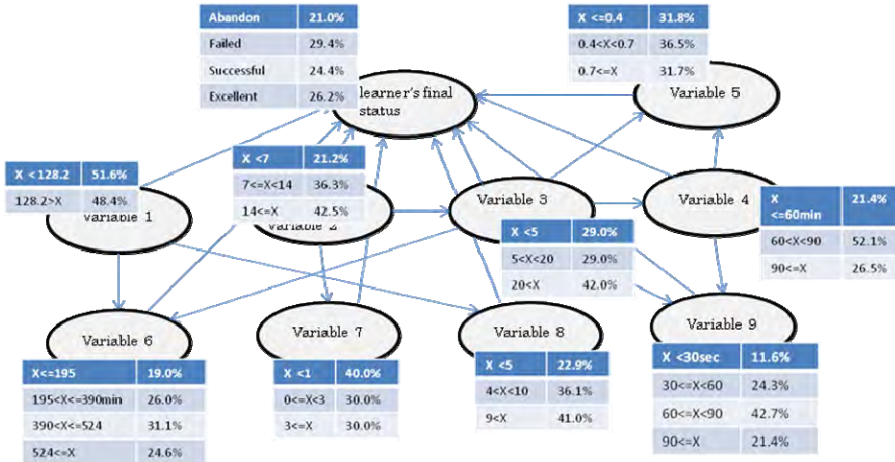 Abandon 21.0%
Failed 29.4%
Successful 24.4%
Excellent 26.2%
learner's final
status
X <=0.4 31.8%
0.4<X<0.7 36.5%
0.7<=X 31.7%
Variable 5
X <128.2 51.6%
128.2>X 48.4%
Variable 1
X <7 21.2%
7<=X<14 36.3%
14<=X 42.5%
Variable 2
Variable 3
X <5 29.0%
5<X<20 29.0%
20<X 42.0%
Variable 4
X
<=60min 21.4%
60<X<90 52.1%
90<=X 26.5%
Variable 6
X<=195 19.0%
195<X<=390min 26.0%
390<X<=524 31.1%
524<=X 24.6%
Variable 7
X <1 40.0%
0<=X<3 30.0%
3<=X 30.0%
Variable 8
X <5 22.9%
4<X<10 36.1%
9<X 41.0%
Variable 9
X <30sec 11.6%
30<=X<60 24.3%
60<=X<90 42.7%
90<=X 21.4%